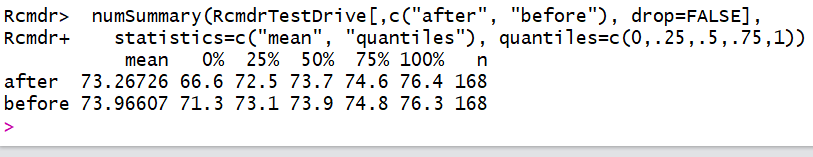 Rcmdr>  numSummary(RcmdrTestDrive[,c("after", "before"), drop=FALSE],
Rcmdr+    statistics=c("mean", "quantiles"), quantiles=c(0,.25,.5,.75,1))
           mean   0%  25%  50%  75% 100%   n
after  73.26726 66.6 72.5 73.7 74.6 76.4 168
before 73.96607 71.3 73.1 73.9 74.8 76.3 168
>